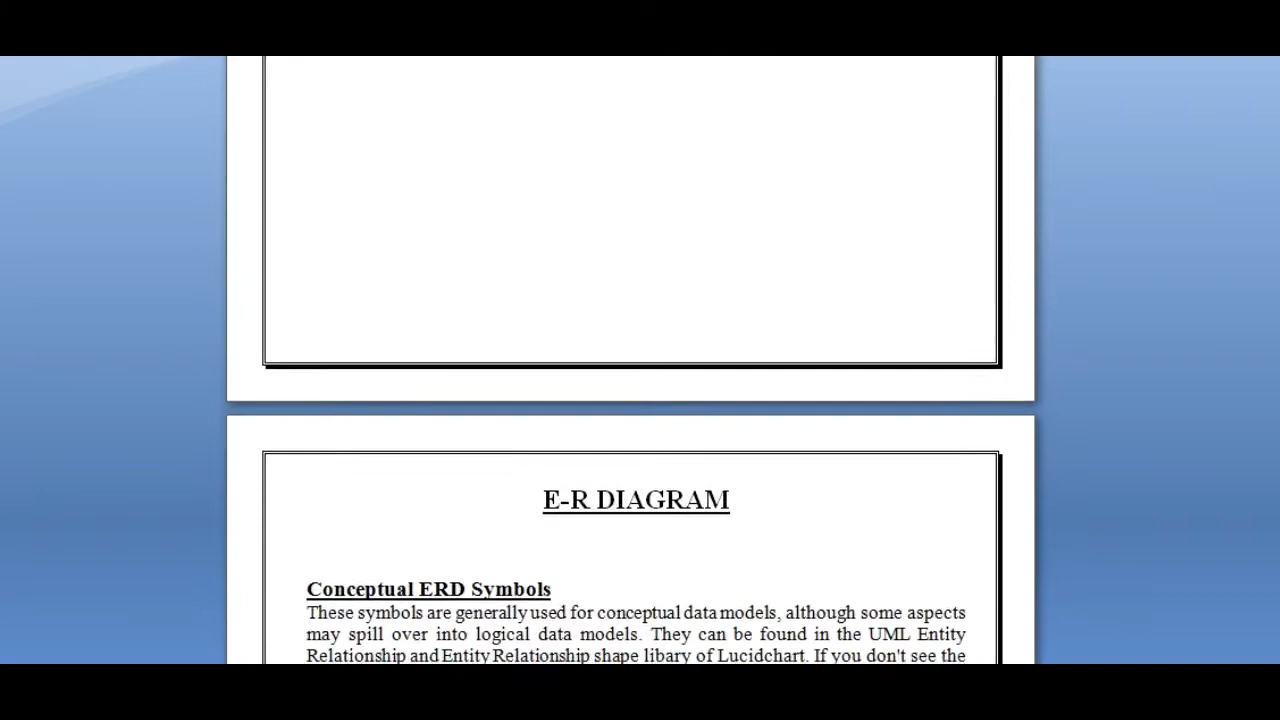 E-R DIAGRAM
Conceptual ERD Symbols
These symbols are generally used for conceptual data models, although some aspects
may spill over into logical data models. They can be found in the UML Entity
Relationship and Entity Relationship shape libary of Lucidchart. If you don't see the